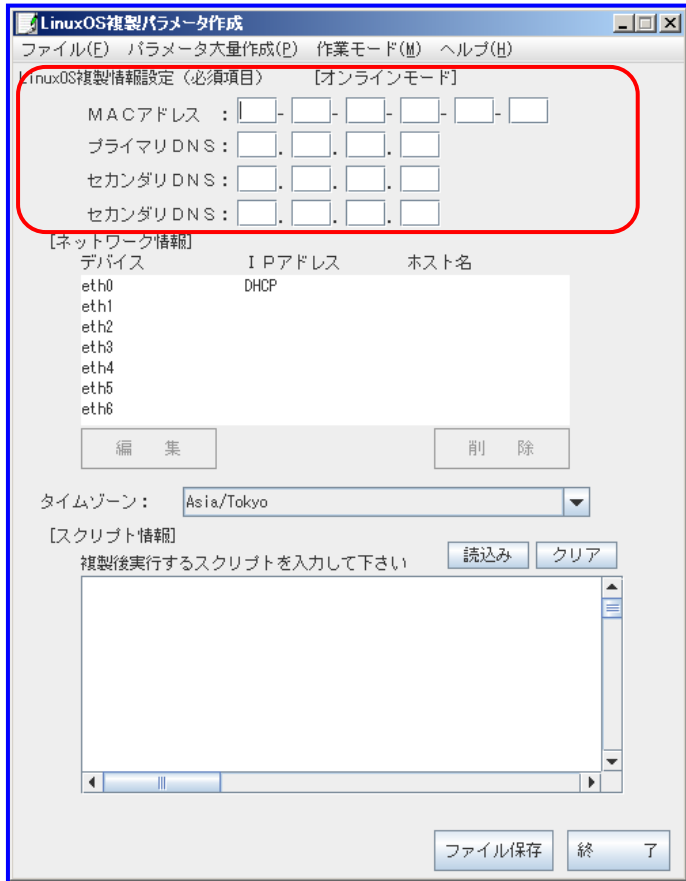 LinuxOS複製パラメータ作成
ファイル(F) パラメータ大量作成(P) 作業モード(M) ヘルプ(H)
LinuxOS複製情報設定（必須項目） [オンラインモード]
MACアドレス : - - - - -
プライマリDNS : . . .
セカンダリDNS : . . .
セカンダリDNS : . . .
[ネットワーク情報]
デバイス IPアドレス ホスト名
eth0 DHCP
eth1
eth2
eth3
eth4
eth5
eth6
編 集 削 除
タイムゾーン : Asia/Tokyo
[スクリプト情報]
複製後実行するスクリプトを入力して下さい 読込み クリア
ファイル保存 終 了